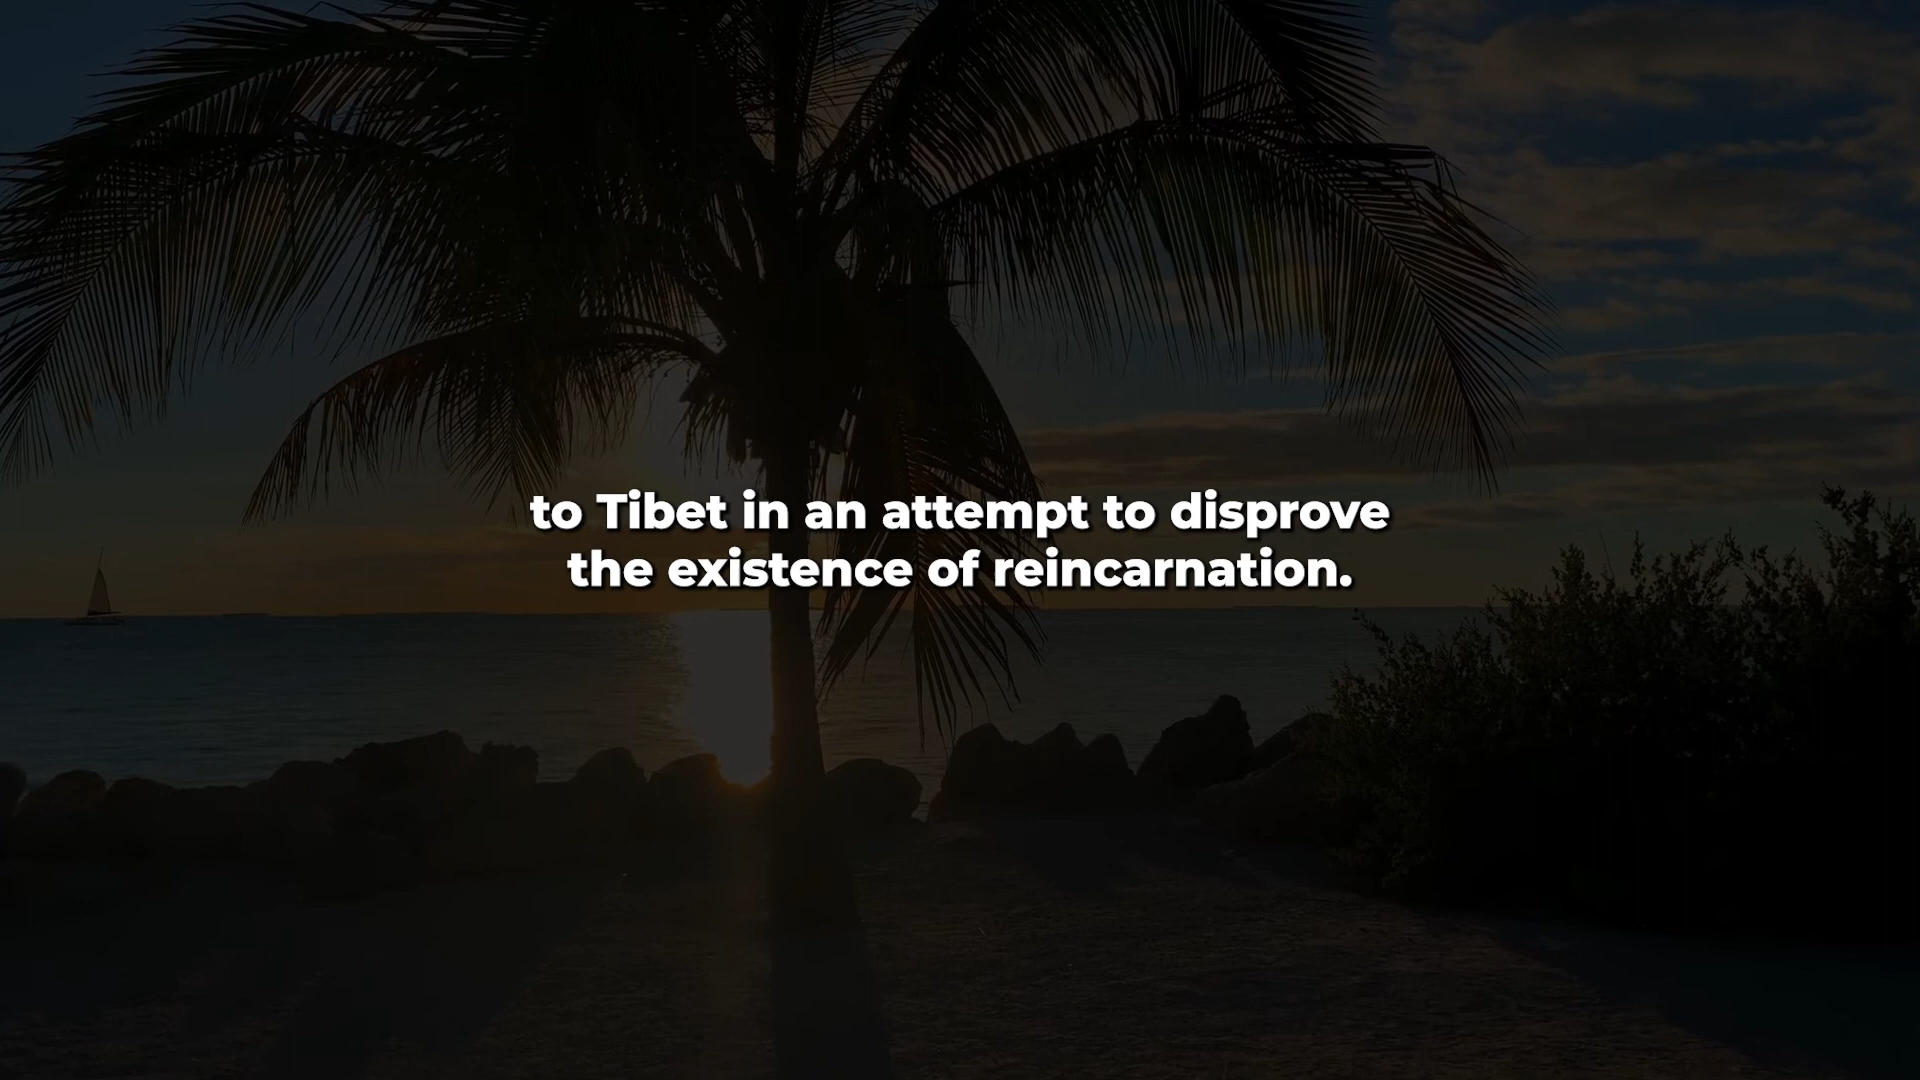 to Tibet in an attempt to disprove
the existence of reincarnation.